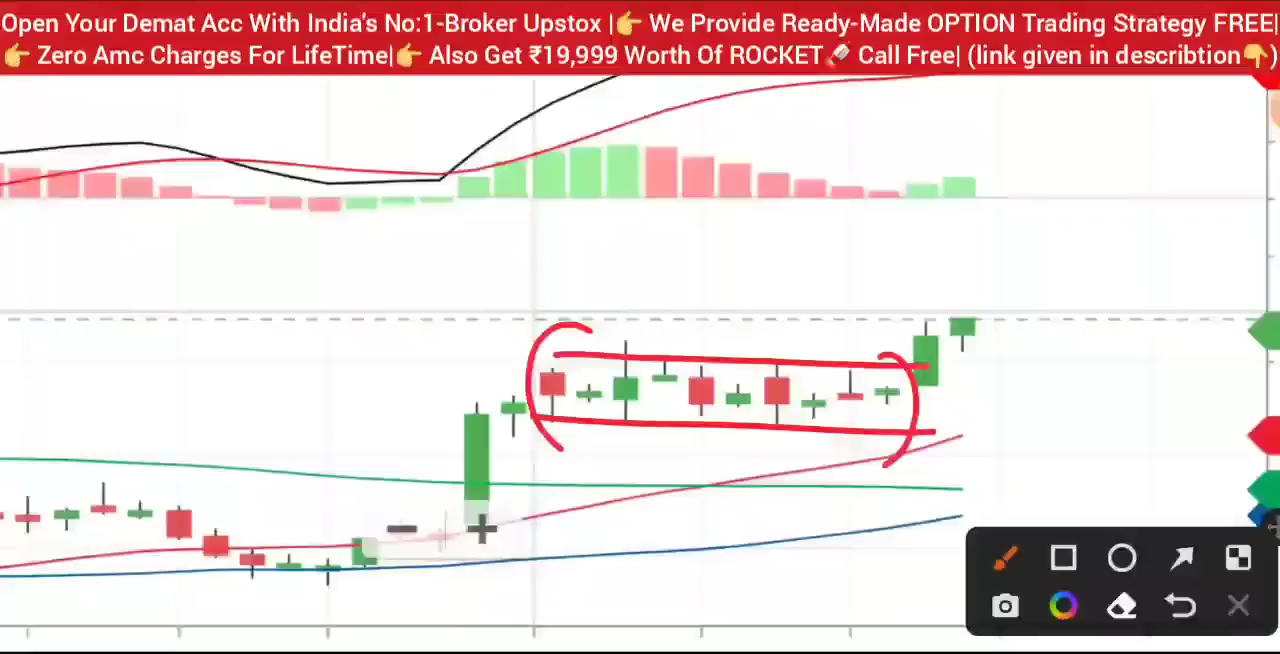 Open Your Demat Acc With India's No:1-Broker Upstox |👉 We Provide Ready-Made OPTION Trading Strategy FREE|
👉 Zero Amc Charges For LifeTime|👉 Also Get ₹19,999 Worth Of ROCKET🚀 Call Free| (link given in describtion👇)